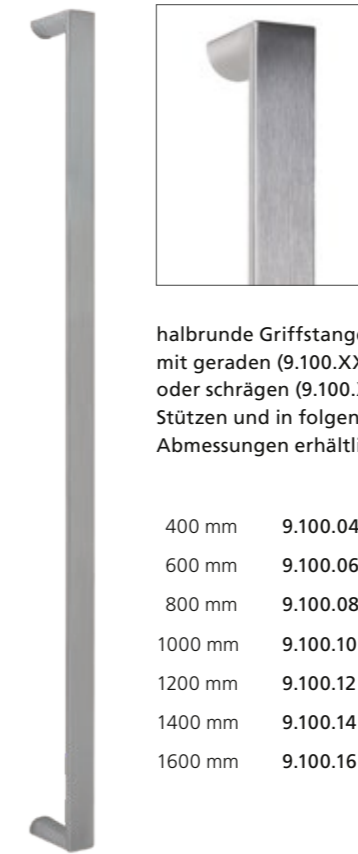 halbrunde Griffstange
mit geraden (9.100.XX
oder schrägen (9.100.
Stützen und in folgen
Abmessungen erhältli
400 mm 9.100.04
600 mm 9.100.06
800 mm 9.100.08
1000 mm 9.100.10
1200 mm 9.100.12
1400 mm 9.100.14
1600 mm 9.100.16